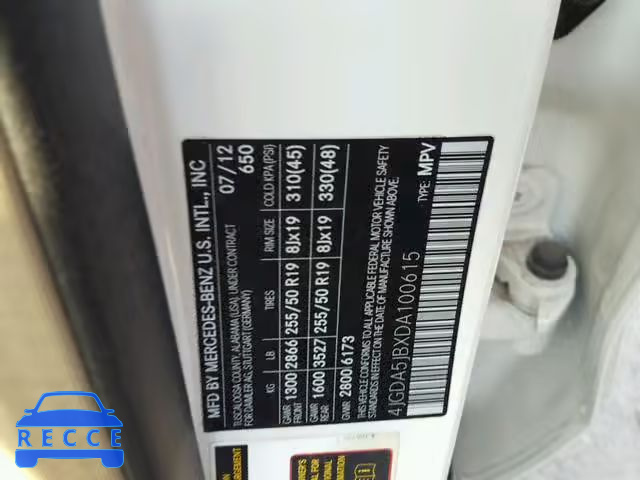 MFD BY MERCEDES-BENZ U.S. INTL., INC 07/12
TUSCALOOSA COUNTY, ALABAMA (USA), UNDER CONTRACT 650
FOR DAIMLER AG STUTTGART (GERMANY)
KG LB TIRES RIM SIZE COLD KPA(PSI)
GAWR FRONT 1300 2866 255/50 R19 8Jx19 310(45)
GAWR REAR 1600 3527 255/50 R19 8Jx19 330(48)
GVWR 2800 6173
THIS VEHICLE CONFORMS TO ALL APPLICABLE FEDERAL MOTOR VEHICLE SAFETY
STANDARDS IN EFFECT ON THE DATE OF MANUFACTURE SHOWN ABOVE.
4JGDA5JBXDA100615 TYPE: MPV
RECCE